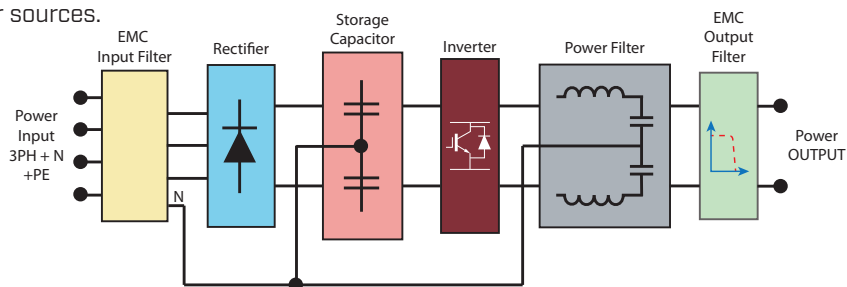 r sources.
EMC
Input Filter
Rectifier
Storage
Capacitor
Inverter
Power Filter
EMC
Output
Filter
Power
Input
3PH + N
+PE
N
Power
OUTPUT